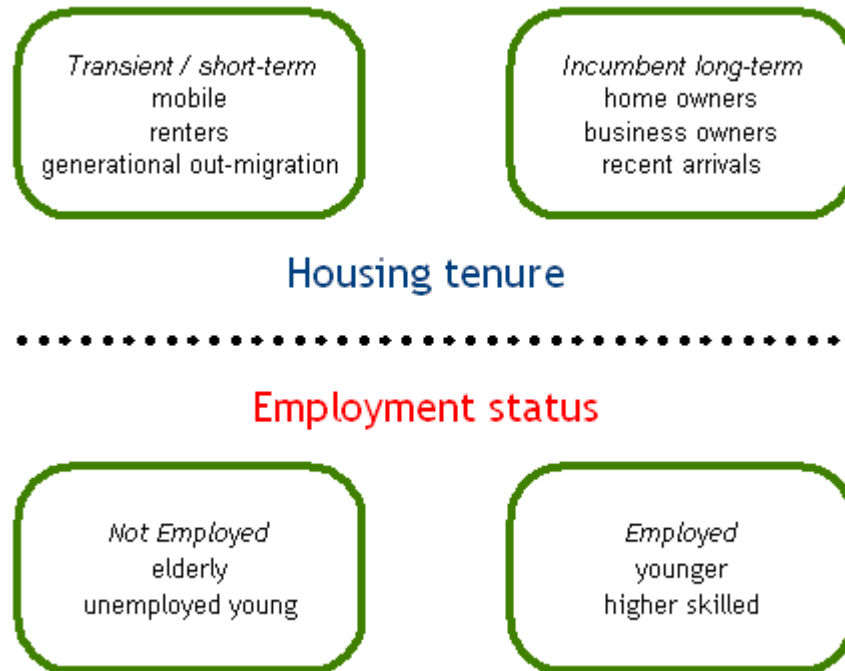 Transient / short-term
mobile
renters
generational out-migration
Incumbent long-term
home owners
business owners
recent arrivals
Housing tenure
Employment status
Not Employed
elderly
unemployed young
Employed
younger
higher skilled